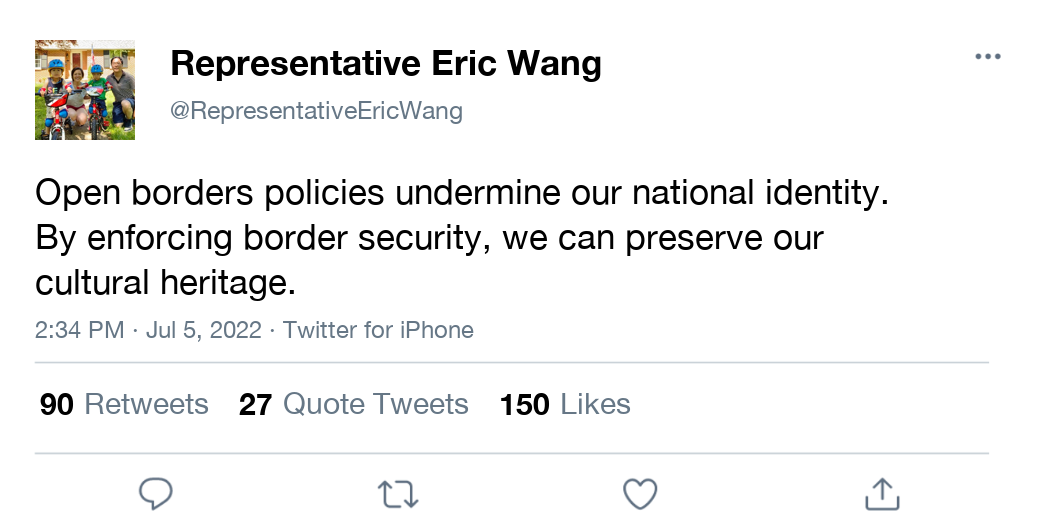 Representative Eric Wang
@RepresentativeEricWang
Open borders policies undermine our national identity.
By enforcing border security, we can preserve our
cultural heritage.
2:34 PM · Jul 5, 2022 · Twitter for iPhone
90 Retweets 27 Quote Tweets 150 Likes